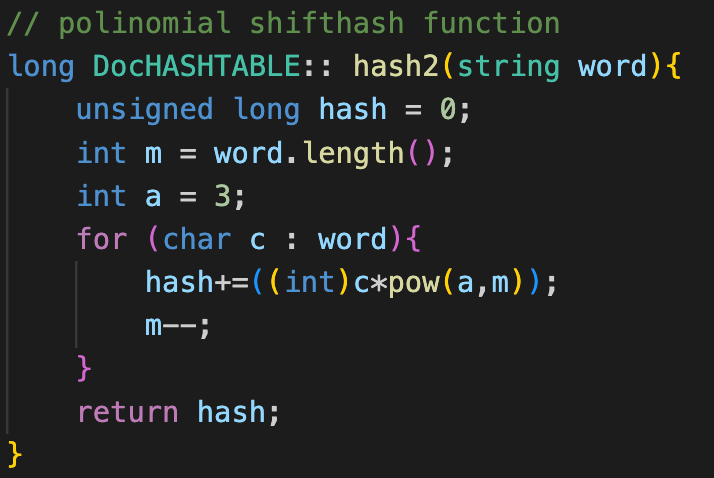 // polinomial shifthash function
long DocHASHTABLE:: hash2(string word){
    unsigned long hash = 0;
    int m = word.length();
    int a = 3;
    for (char c : word){
        hash+=((int)c*pow(a,m));
        m--;
    }
    return hash;
}